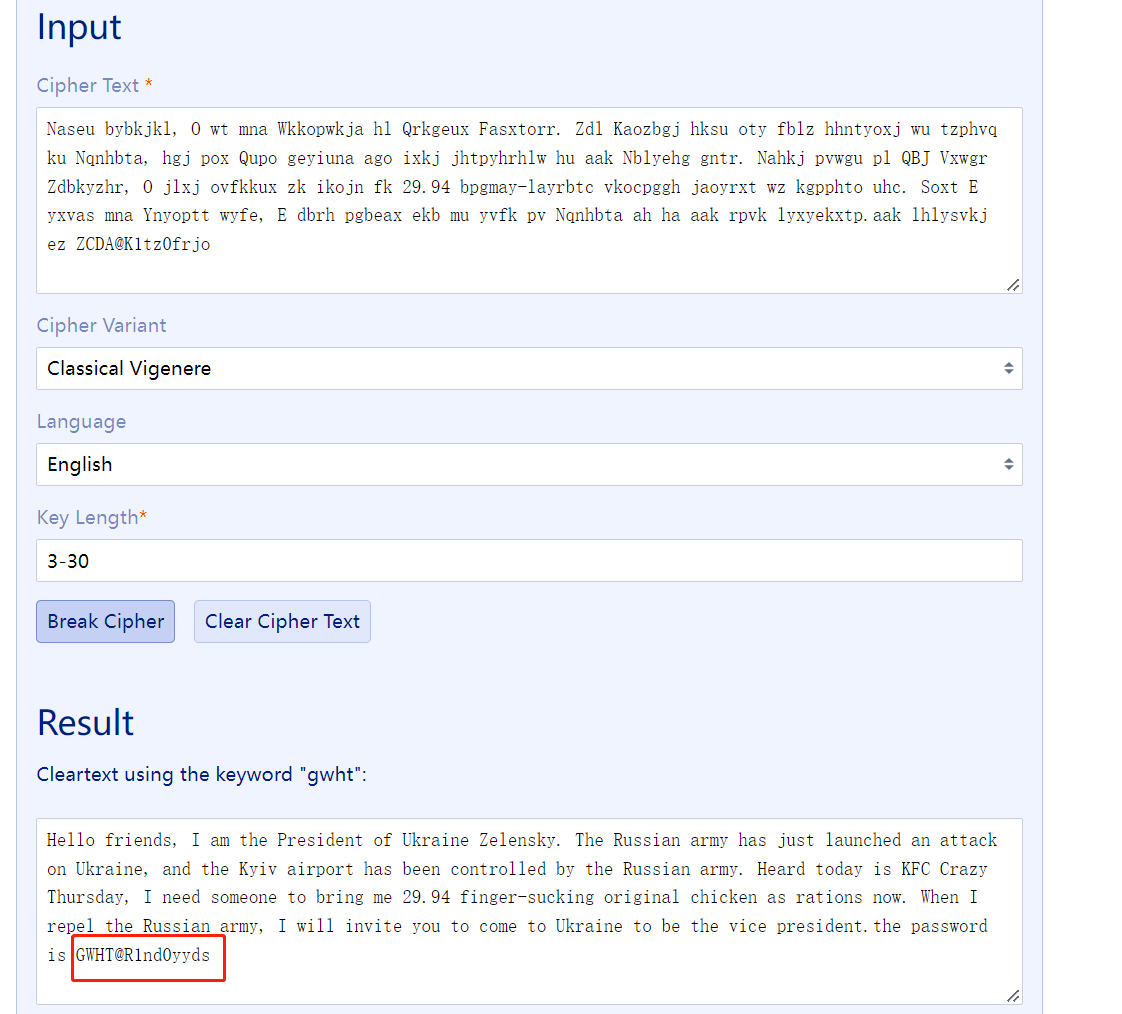 Input
Cipher Text *
Naseu bybkjkl, O wt mna Wkkopwkja hl Qrkgeux Fasxtorr. Zdl Kaozbgj hksu oty fblz hhntyoxj wu tzphvq
ku Nqnhbta, hgj pox Qupo geyiuna ago ixkj jhtpyhrhlw hu aak Nblyehg gntr. Nahkj pvwgu pl QBJ Vxwgr
Zdbkyzhr, O jlxj ovfkkux zk ikojn fk 29.94 bpgmay-layrbtc vkocpggh jaoyrxt wz kgpphto uhc. Soxt E
yxvas mna Ynyoptt wyfe, E dbrh pgbeax ekb mu yvfk pv Nqnhbta ah ha aak rpvk lyxyekxtp.aak lhlysvkj
ez ZCDA@K1tz0frjo
Cipher Variant
Classical Vigenere
Language
English
Key Length*
3-30
Break Cipher Clear Cipher Text
Result
Cleartext using the keyword "gwht":
Hello friends, I am the President of Ukraine Zelensky. The Russian army has just launched an attack
on Ukraine, and the Kyiv airport has been controlled by the Russian army. Heard today is KFC Crazy
Thursday, I need someone to bring me 29.94 finger-sucking original chicken as rations now. When I
repel the Russian army, I will invite you to come to Ukraine to be the vice president.the password
is GWHT@R1nd0yyds